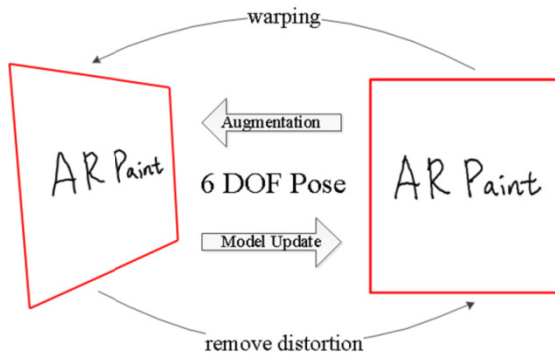 warping
Augmentation
AR Paint
6 DOF Pose
AR Paint
Model Update
remove distortion